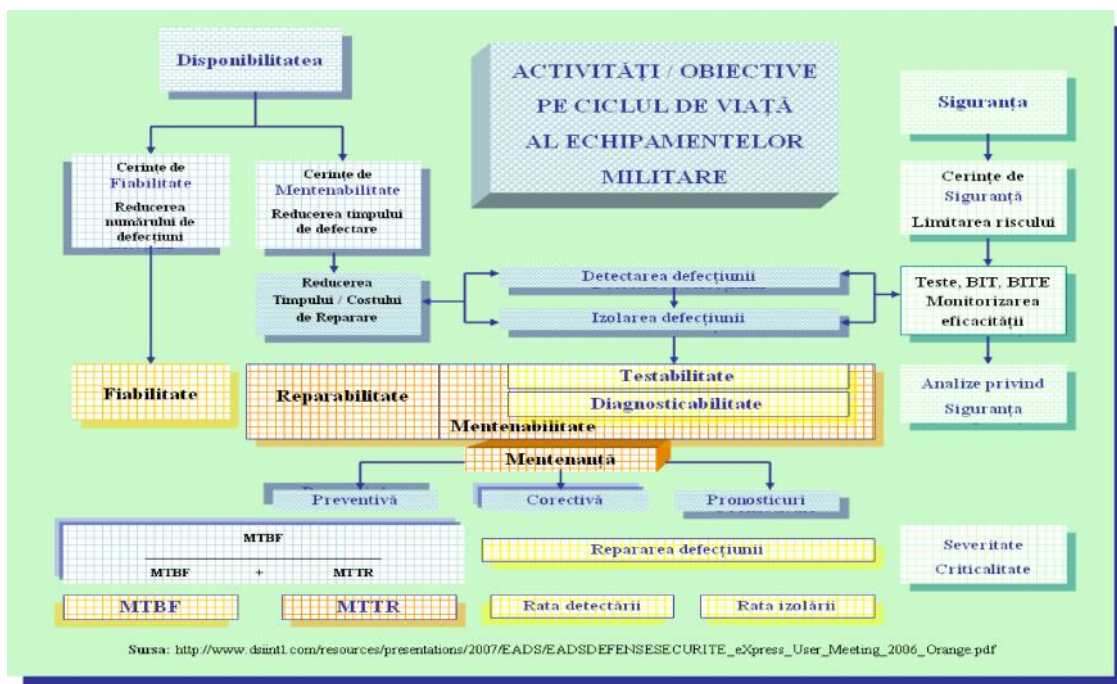 Disponibilitatea
ACTIVITĂȚI / OBIECTIVE
PE CICLUL DE VIAȚĂ
AL ECHIPAMENTELOR
MILITARE
Siguranța
Cerințe de
Fiabilitate
Reducerea
numărului de
defecțiuni
Cerințe de
Mentenabilitate
Reducerea timpului
de defectare
Cerințe de
Siguranță
Limitarea riscului
Reducerea
Timpului / Costului
de Reparare
Detectarea defecțiunii
Izolarea defecțiunii
Teste, BIT, BITE
Monitorizarea
eficacității
Fiabilitate
Reparabilitate
Testabilitate
Diagnosticabilitate
Mentenabilitate
Analize privind
Siguranța
Mentenanță
Preventivă
Corectivă
Pronosticuri
MTBF
MTBF + MTTR
Repararea defecțiunii
Severitate
Criticalitate
MTBF
MTTR
Rata detectării
Rata izolării
Sursa: http://www.dsiintl.com/resources/presentations/2007/EADS/EADSDEFENSESECURITE_eXpress_User_Meeting_2006_Orange.pdf